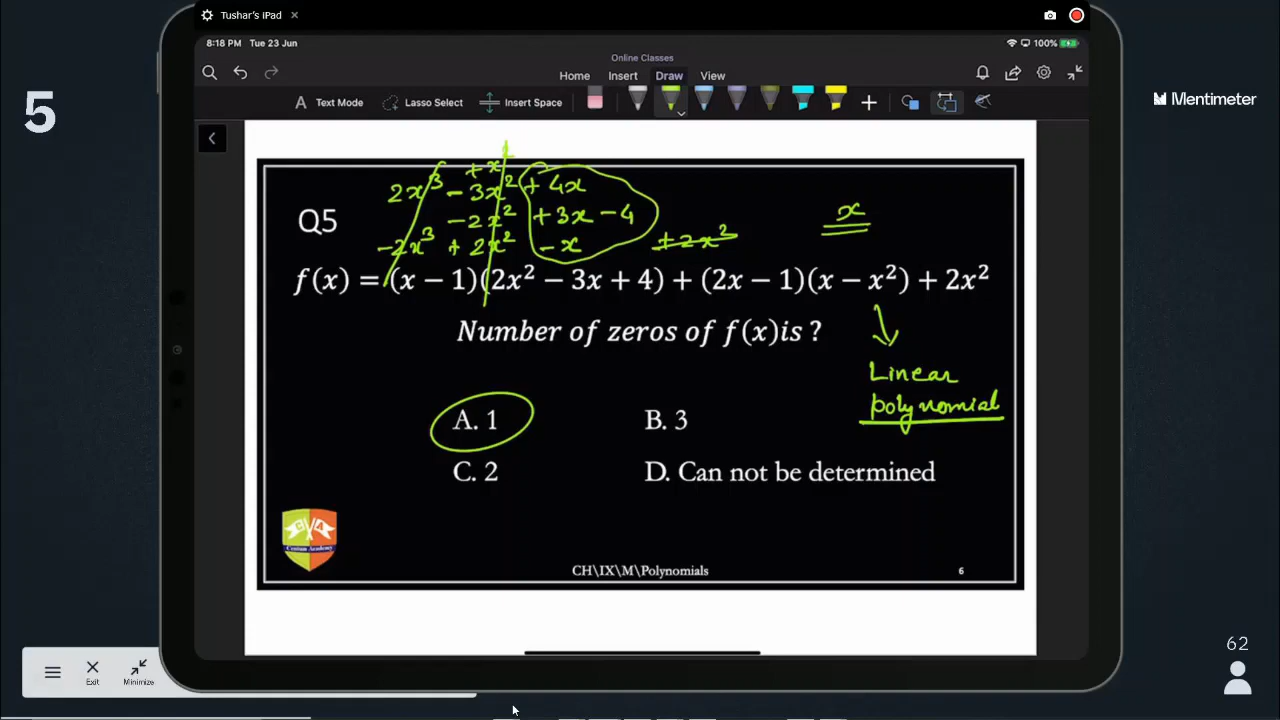 Tushar's iPad ×
8:18 PM Tue 23 Jun
100%
Online Classes
Home Insert Draw View
A Text Mode Lasso Select Insert Space
5
Mentimeter
+ x²
2x³ - 3x² + 4x
- 2x² + 3x - 4
-2x³ + 2x² - x + 2x²
x
Q5
f(x) = (x − 1)(2x² − 3x + 4) + (2x − 1)(x − x²) + 2x²
Number of zeros of f(x)is ?
Linear
polynomial
A. 1 B. 3
C. 2 D. Can not be determined
C A
Centum Academy
CH\IX\M\Polynomials 6
62
Exit Minimize